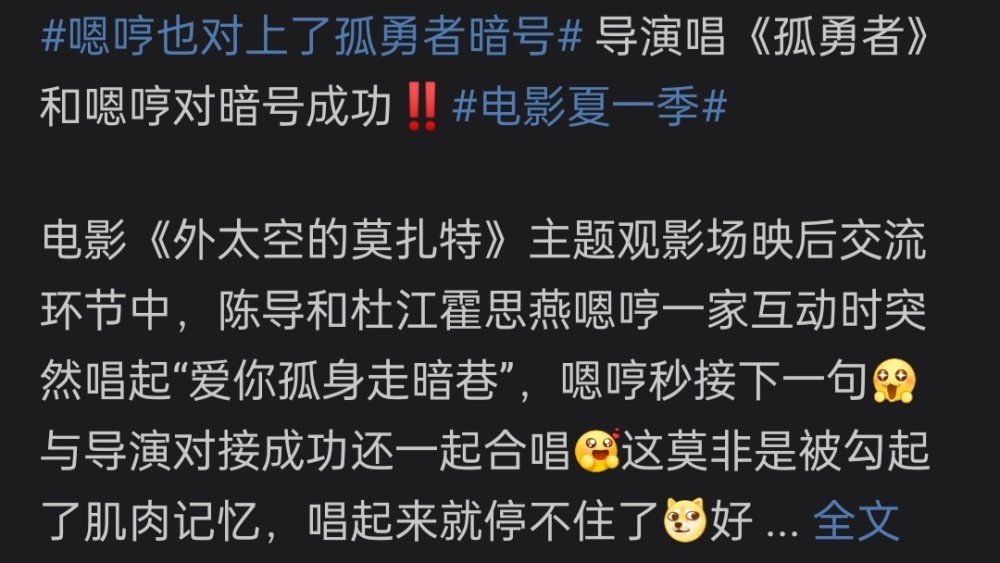 #嗯哼也对上了孤勇者暗号# 导演唱《孤勇者》
和嗯哼对暗号成功‼️#电影夏一季#
电影《外太空的莫扎特》主题观影场映后交流
环节中，陈导和杜江霍思燕嗯哼一家互动时突
然唱起“爱你孤身走暗巷”，嗯哼秒接下一句
与导演对接成功还一起合唱这莫非是被勾起
了肌肉记忆，唱起来就停不住了好 ... 全文